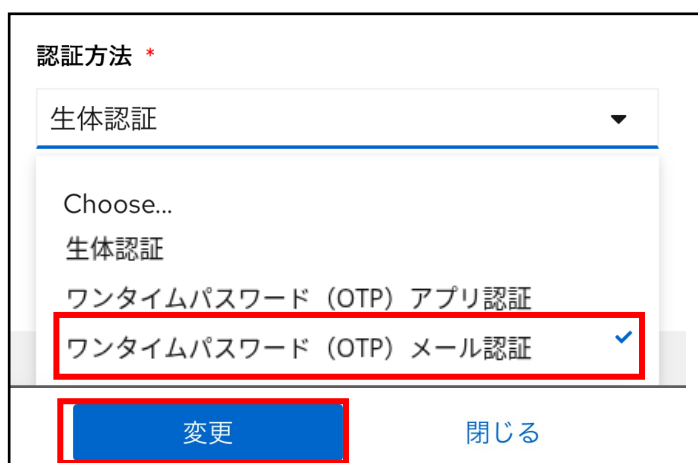 認証方法 *
生体認証
Choose...
生体認証
ワンタイムパスワード（OTP）アプリ認証
ワンタイムパスワード（OTP）メール認証
変更 閉じる